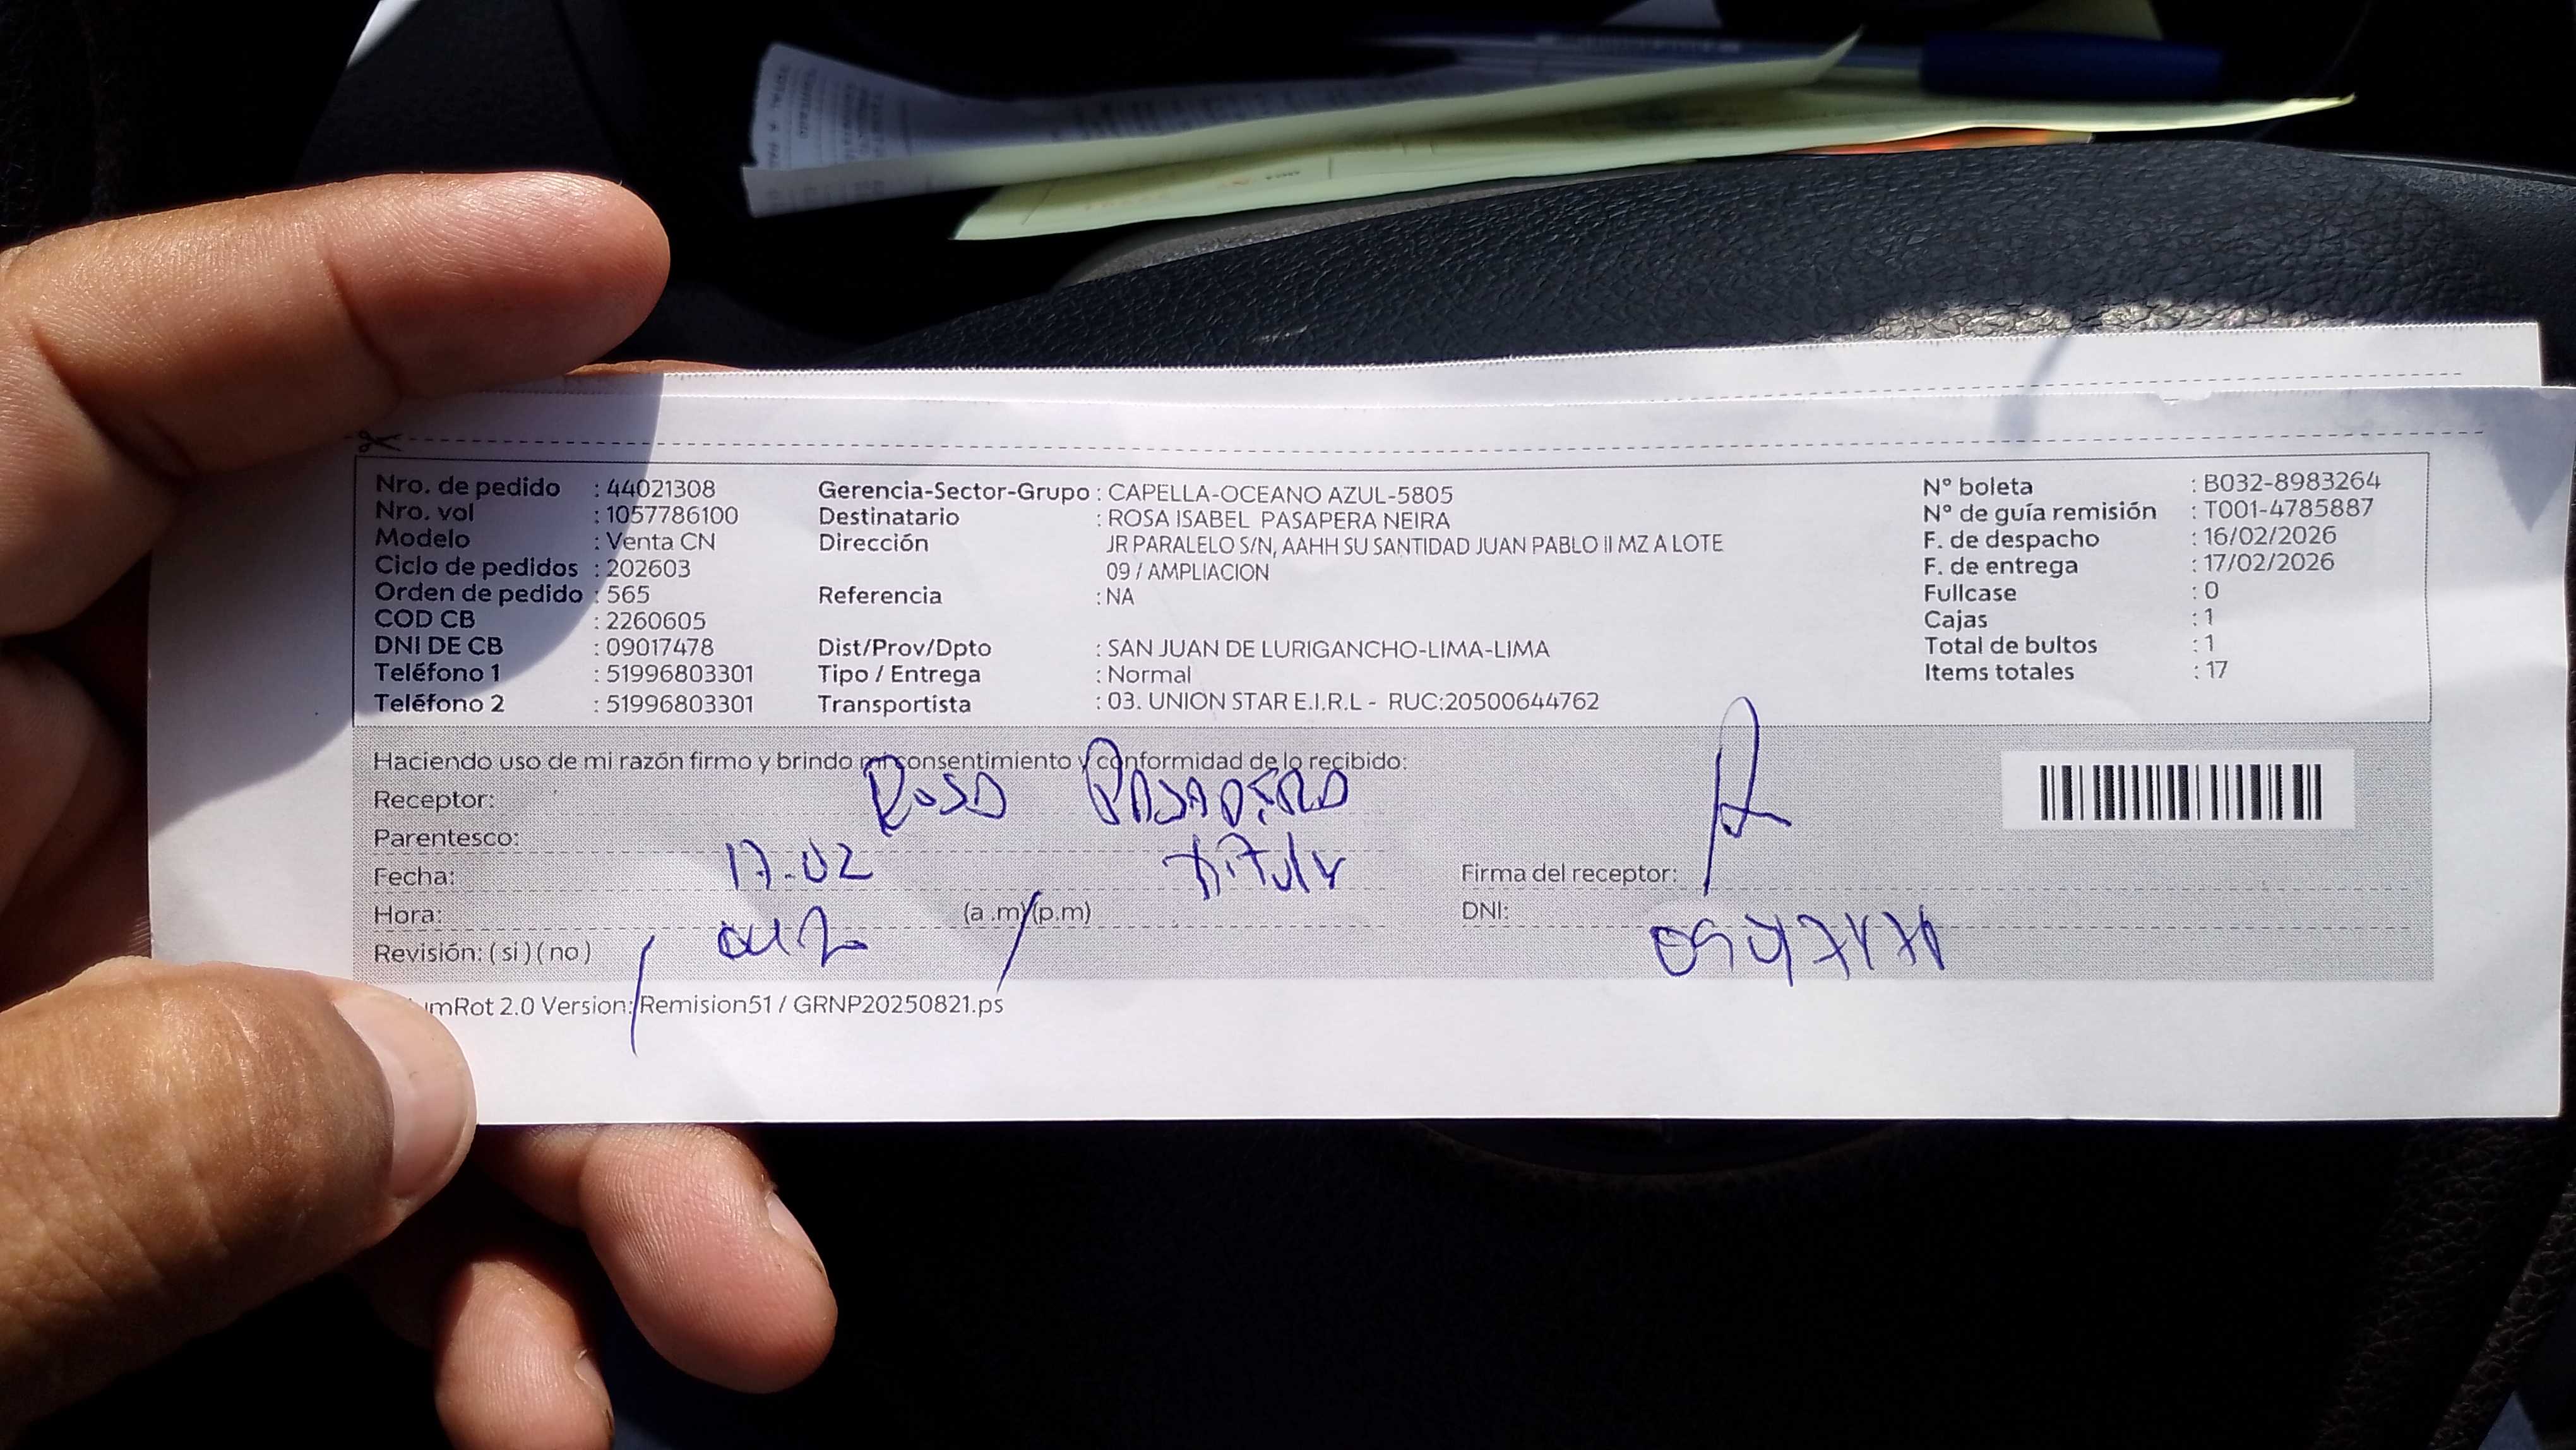 Nro. de pedido : 44021308
Nro. vol : 1057786100
Modelo : Venta CN
Ciclo de pedidos : 202603
Orden de pedido : 565
COD CB : 2260605
DNI DE CB : 09017478
Teléfono 1 : 51996803301
Teléfono 2 : 51996803301
Gerencia-Sector-Grupo : CAPELLA-OCEANO AZUL-5805
Destinatario : ROSA ISABEL PASAPERA NEIRA
Dirección JR PARALELO S/N, AAHH SU SANTIDAD JUAN PABLO II MZ A LOTE
09 / AMPLIACION
Referencia : NA
Dist/Prov/Dpto : SAN JUAN DE LURIGANCHO-LIMA-LIMA
Tipo / Entrega : Normal
Transportista : 03. UNION STAR E.I.R.L - RUC:20500644762
N° boleta : B032-8983264
N° de guía remisión : T001-4785887
F. de despacho : 16/02/2026
F. de entrega : 17/02/2026
Fullcase : 0
Cajas : 1
Total de bultos : 1
Items totales : 17
Haciendo uso de mi razón firmo y brindo mi consentimiento y conformidad de lo recibido:
Receptor: ROSA PASAPERA
Parentesco: Titular
Fecha: 17-02
Hora: (a .m)(p.m)
Revisión: ( si ) ( no )
Firma del receptor:
DNI:
umRot 2.0 Version: Remision51 / GRNP20250821.ps